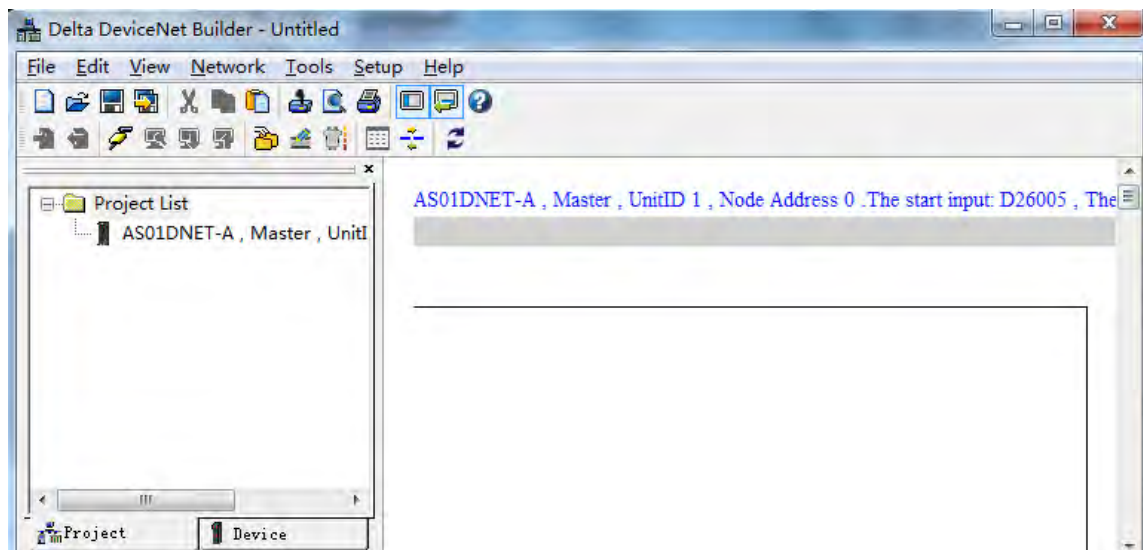 Delta DeviceNet Builder - Untitled
File Edit View Network Tools Setup Help
Project List
AS01DNET-A , Master , UnitI
AS01DNET-A , Master , UnitID 1 , Node Address 0 .The start input: D26005 , The
Project Device